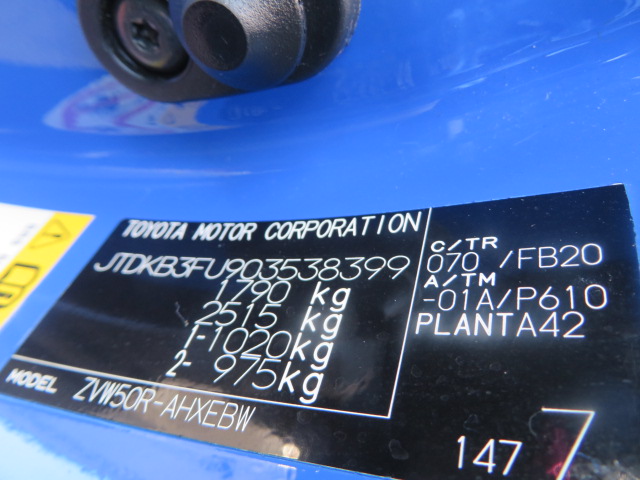 TOYOTA MOTOR CORPORATION
JTDKB3FU903538399
1790 kg
2515 kg
1-1020kg
2- 975kg
MODEL ZVW50R-AHXEBW
C/TR
070 /FB20
A/TM
-01A/P610
PLANTA42
147 7